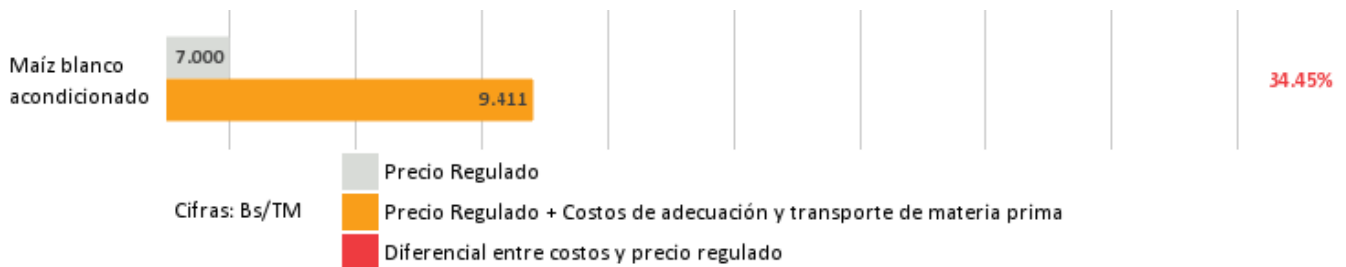 Maíz blanco
acondicionado
7.000
9.411
34.45%
Cifras: Bs/TM
Precio Regulado
Precio Regulado + Costos de adecuación y transporte de materia prima
Diferencial entre costos y precio regulado